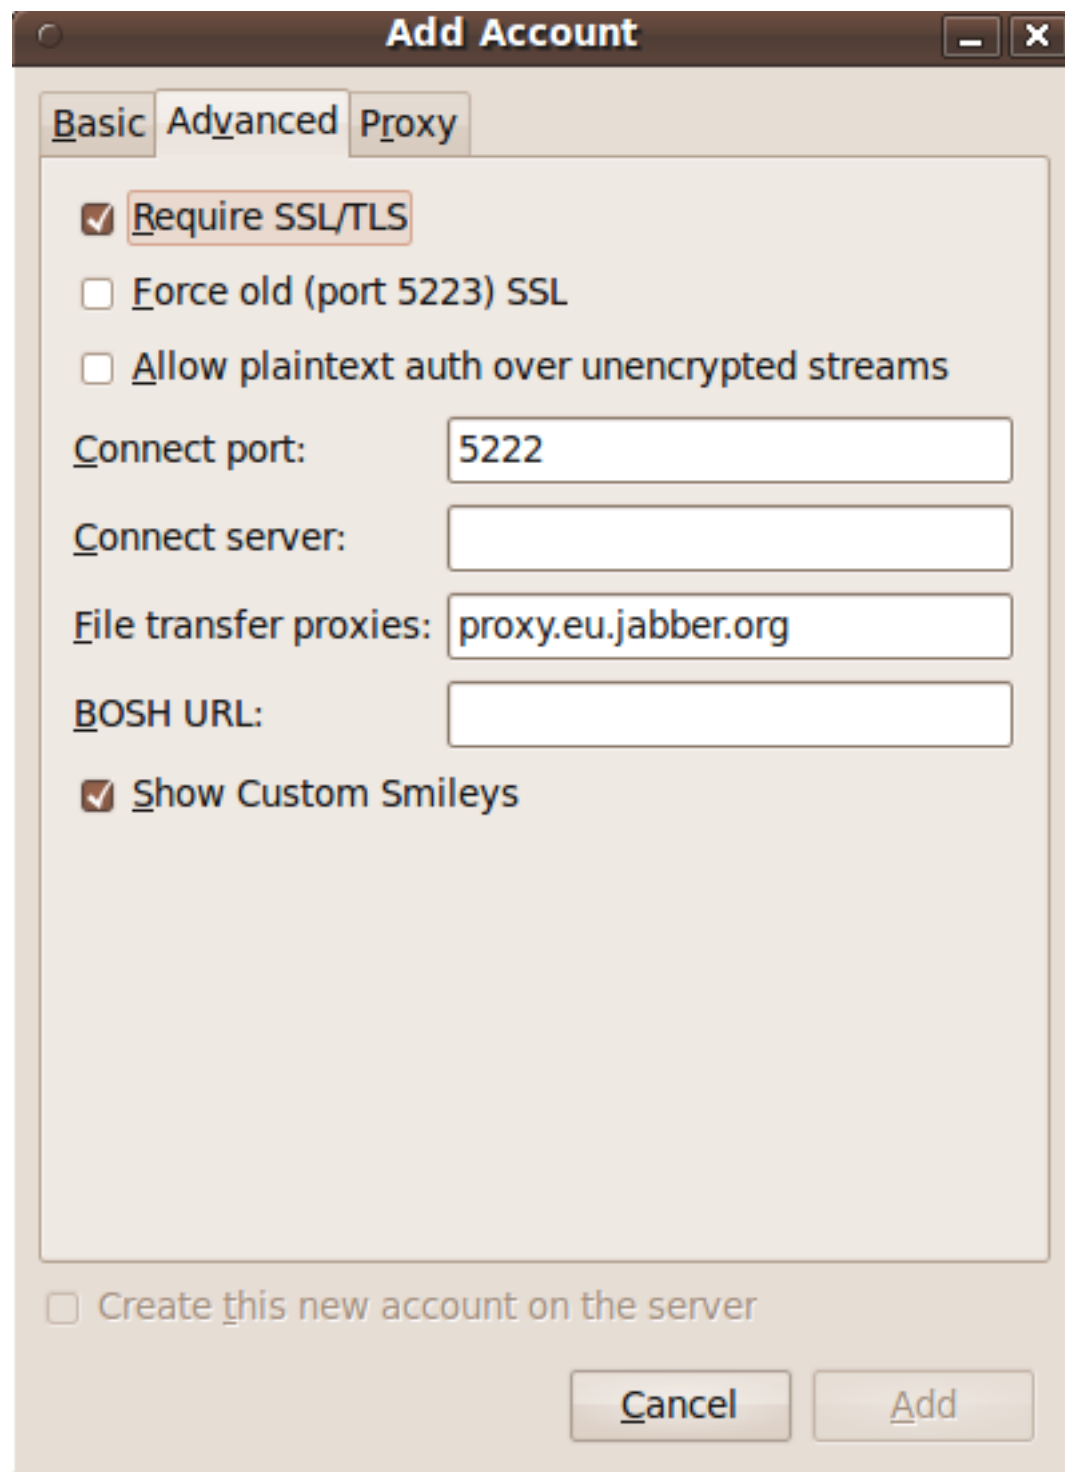 Add Account
Basic Advanced Proxy
Require SSL/TLS
Force old (port 5223) SSL
Allow plaintext auth over unencrypted streams
Connect port: 5222
Connect server:
File transfer proxies: proxy.eu.jabber.org
BOSH URL:
Show Custom Smileys
Create this new account on the server
Cancel Add